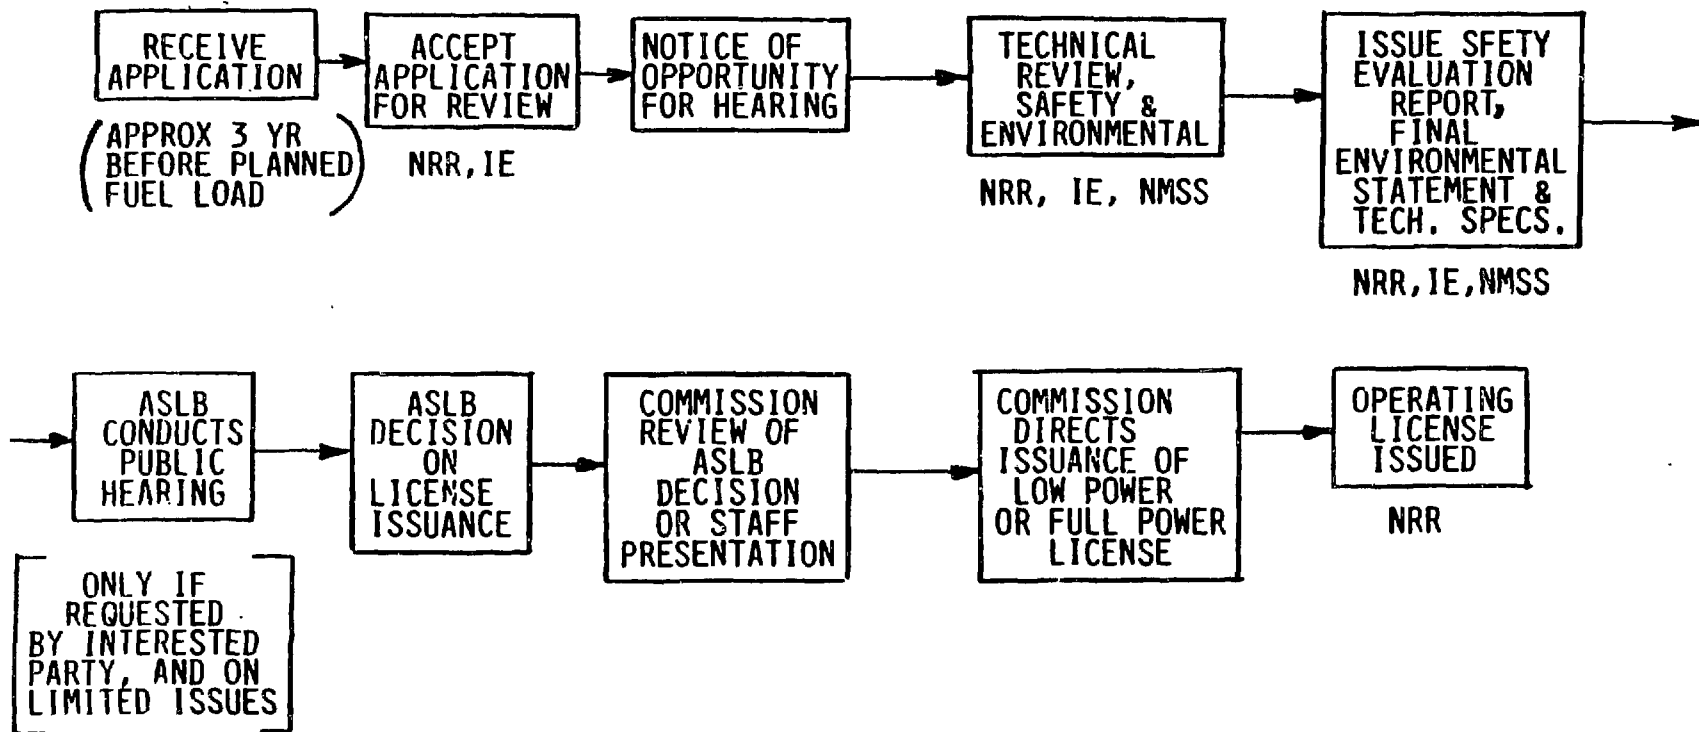 RECEIVE
APPLICATION
(APPROX 3 YR
BEFORE PLANNED
FUEL LOAD)
ACCEPT
APPLICATION
FOR REVIEW
NRR, IE
NOTICE OF
OPPORTUNITY
FOR HEARING
TECHNICAL
REVIEW,
SAFETY &
ENVIRONMENTAL
NRR, IE, NMSS
ISSUE SFETY
EVALUATION
REPORT,
FINAL
ENVIRONMENTAL
STATEMENT &
TECH. SPECS.
NRR, IE, NMSS
ASLB
CONDUCTS
PUBLIC
HEARING
[ONLY IF
REQUESTED
BY INTERESTED
PARTY, AND ON
LIMITED ISSUES]
ASLB
DECISION
ON
LICENSE
ISSUANCE
COMMISSION
REVIEW OF
ASLB
DECISION
OR STAFF
PRESENTATION
COMMISSION
DIRECTS
ISSUANCE OF
LOW POWER
OR FULL POWER
LICENSE
OPERATING
LICENSE
ISSUED
NRR